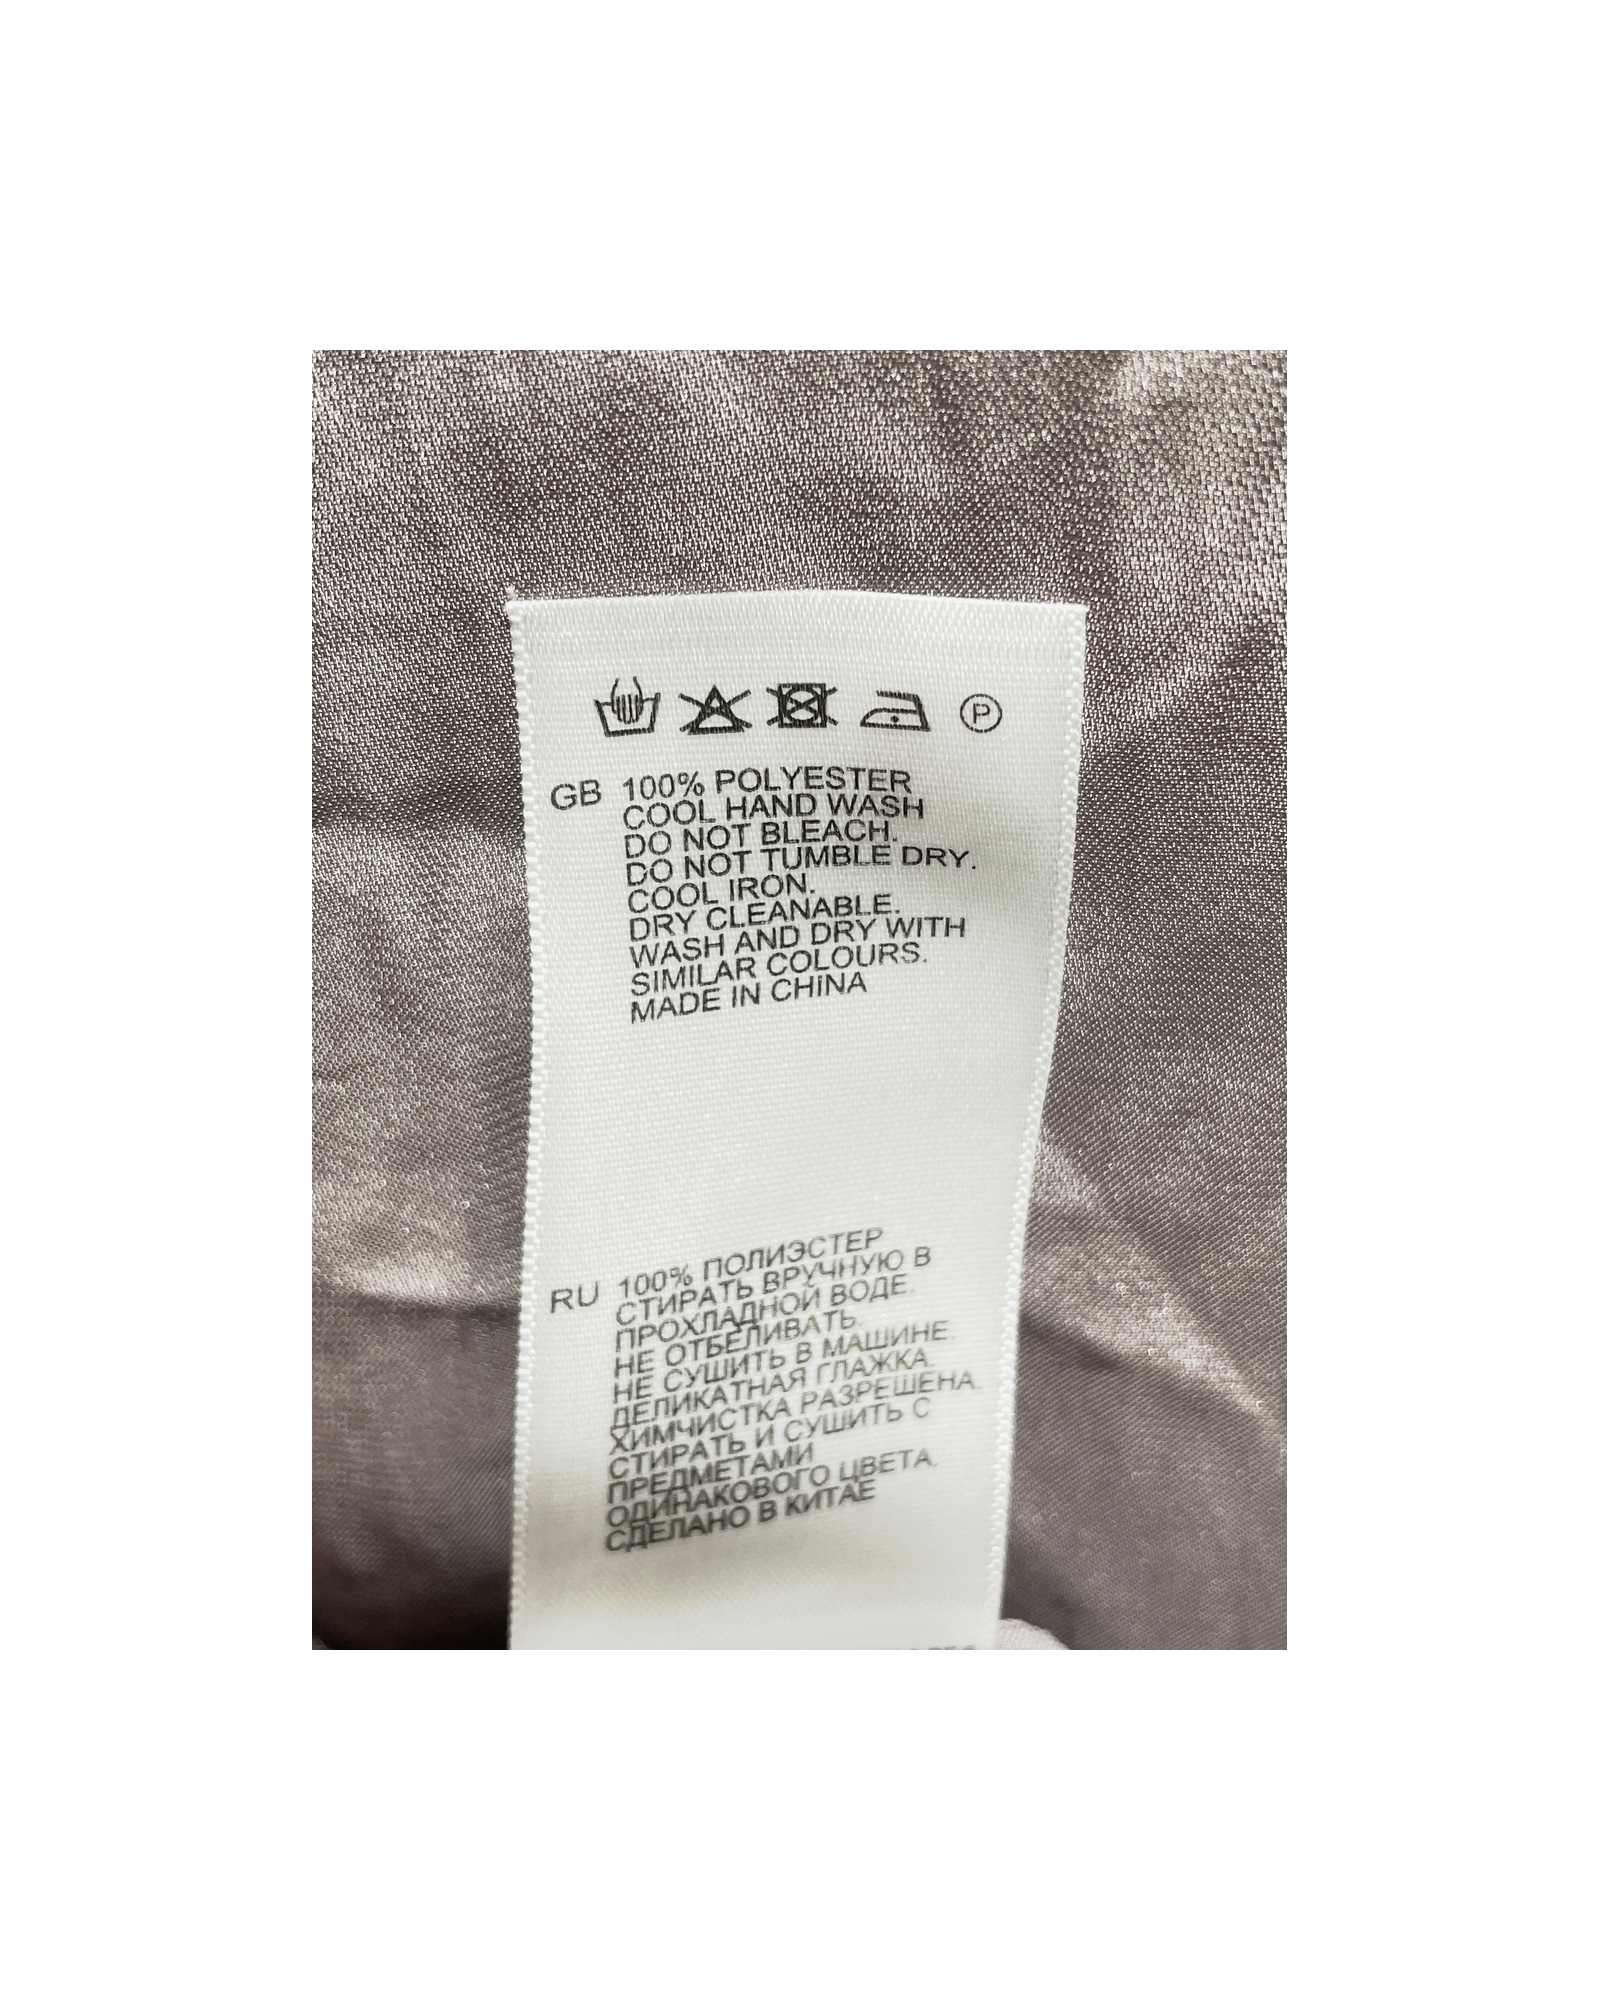 P
GB 100% POLYESTER
COOL HAND WASH
DO NOT BLEACH.
DO NOT TUMBLE DRY.
COOL IRON.
DRY CLEANABLE.
WASH AND DRY WITH
SIMILAR COLOURS.
MADE IN CHINA
RU 100% ПОЛИЭСТЕР
СТИРАТЬ ВРУЧНУЮ В
ПРОХЛАДНОЙ ВОДЕ.
НЕ ОТБЕЛИВАТЬ.
НЕ СУШИТЬ В МАШИНЕ.
ДЕЛИКАТНАЯ ГЛАЖКА.
ХИМЧИСТКА РАЗРЕШЕНА.
СТИРАТЬ И СУШИТЬ С
ПРЕДМЕТАМИ
ОДИНАКОВОГО ЦВЕТА.
СДЕЛАНО В КИТАЕ